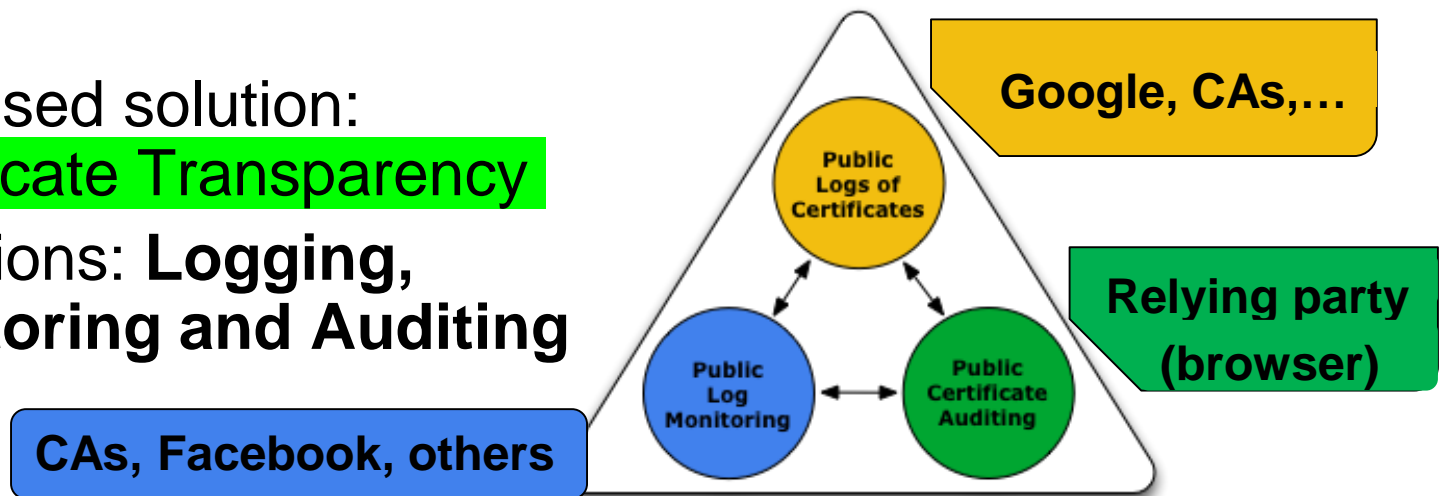 sed solution:
cate Transparency
ions: Logging,
oring and Auditing
CAs, Facebook, others
Google, CAs,...
Public
Logs of
Certificates
Relying party
(browser)
Public
Log
Monitoring
Public
Certificate
Auditing